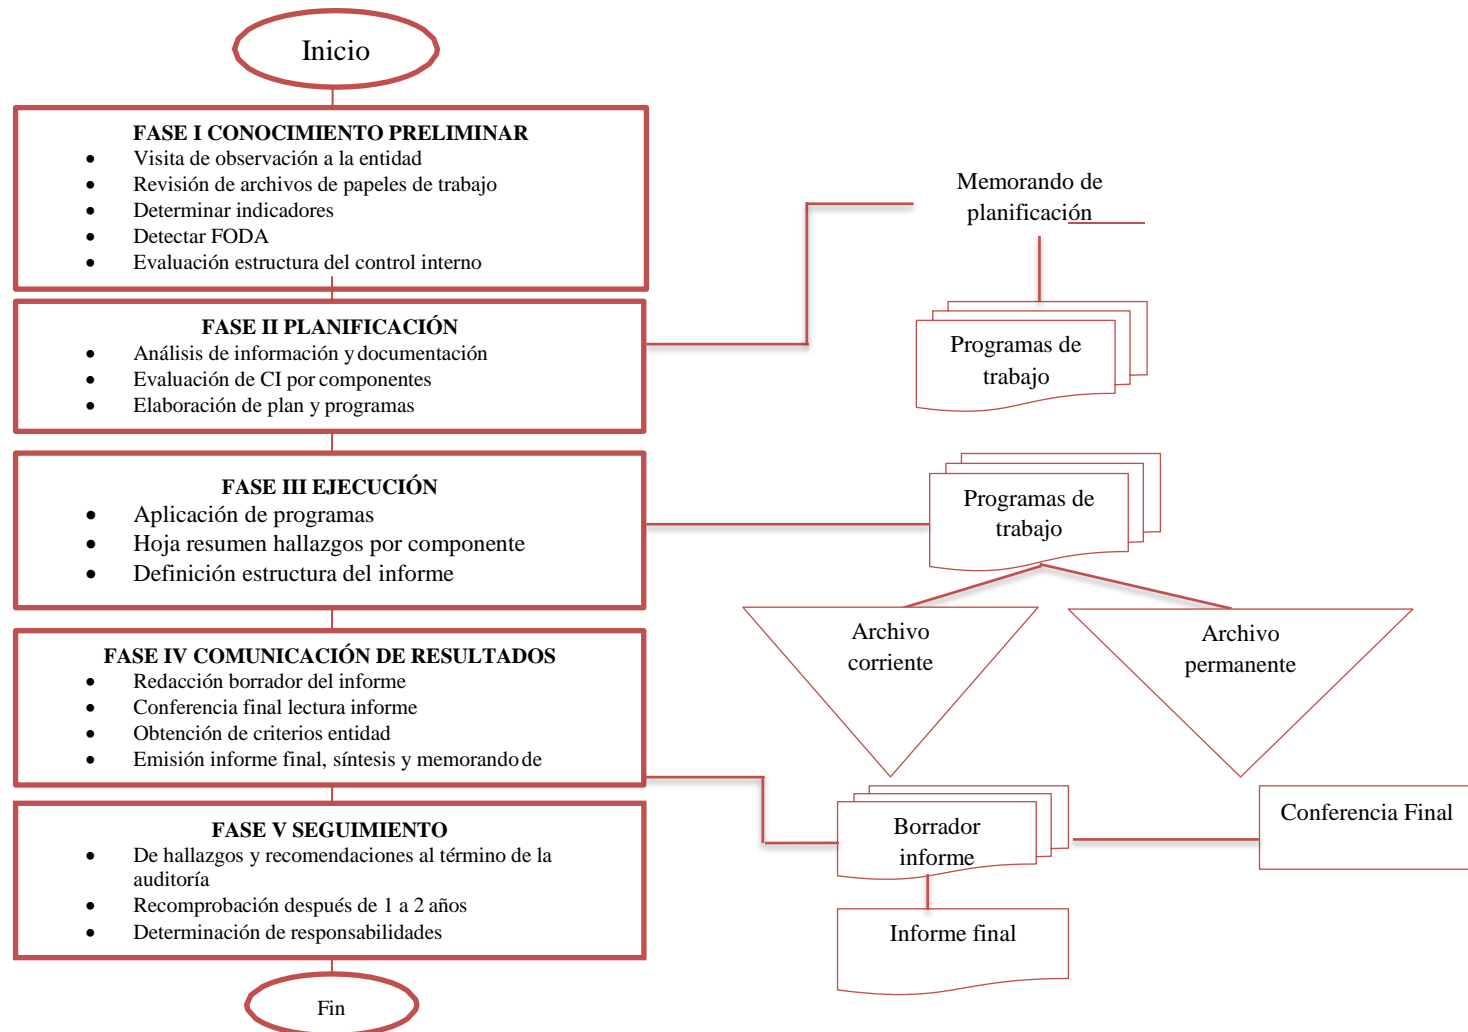 Inicio
FASE I CONOCIMIENTO PRELIMINAR
• Visita de observación a la entidad
• Revisión de archivos de papeles de trabajo
• Determinar indicadores
• Detectar FODA
• Evaluación estructura del control interno
Memorando de
planificación
FASE II PLANIFICACIÓN
• Análisis de información y documentación
• Evaluación de CI por componentes
• Elaboración de plan y programas
Programas de
trabajo
FASE III EJECUCIÓN
• Aplicación de programas
• Hoja resumen hallazgos por componente
• Definición estructura del informe
Programas de
trabajo
Archivo
corriente
Archivo
permanente
FASE IV COMUNICACIÓN DE RESULTADOS
• Redacción borrador del informe
• Conferencia final lectura informe
• Obtención de criterios entidad
• Emisión informe final, síntesis y memorando de
Borrador
informe
Conferencia Final
Informe final
FASE V SEGUIMIENTO
• De hallazgos y recomendaciones al término de la
auditoría
• Recomprobación después de 1 a 2 años
• Determinación de responsabilidades
Fin